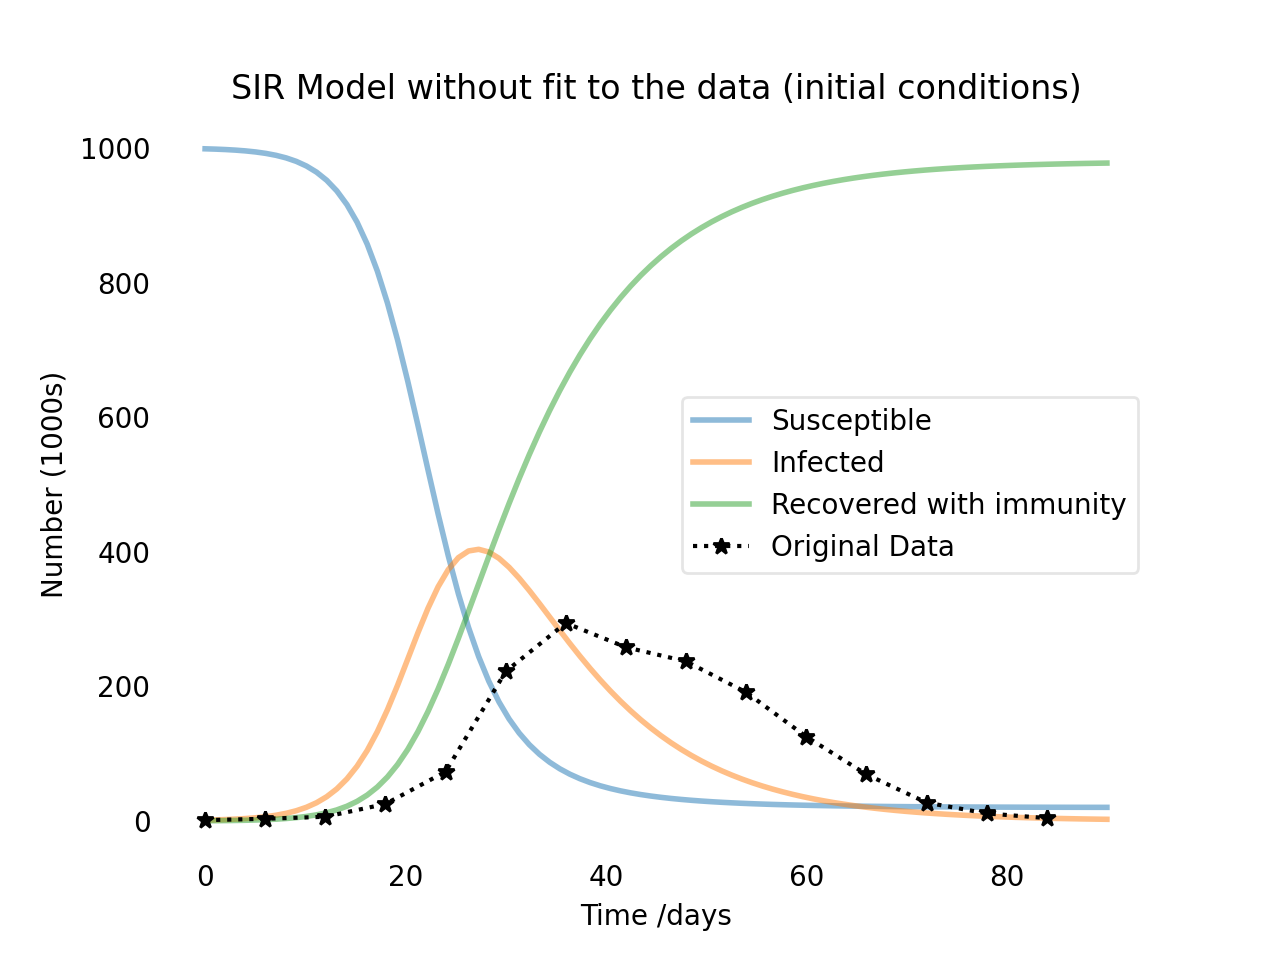 SIR Model without fit to the data (initial conditions)
1000
800
600
400
200
0
Number (1000s)
Susceptible
Infected
Recovered with immunity
Original Data
0 20 40 60 80
Time /days